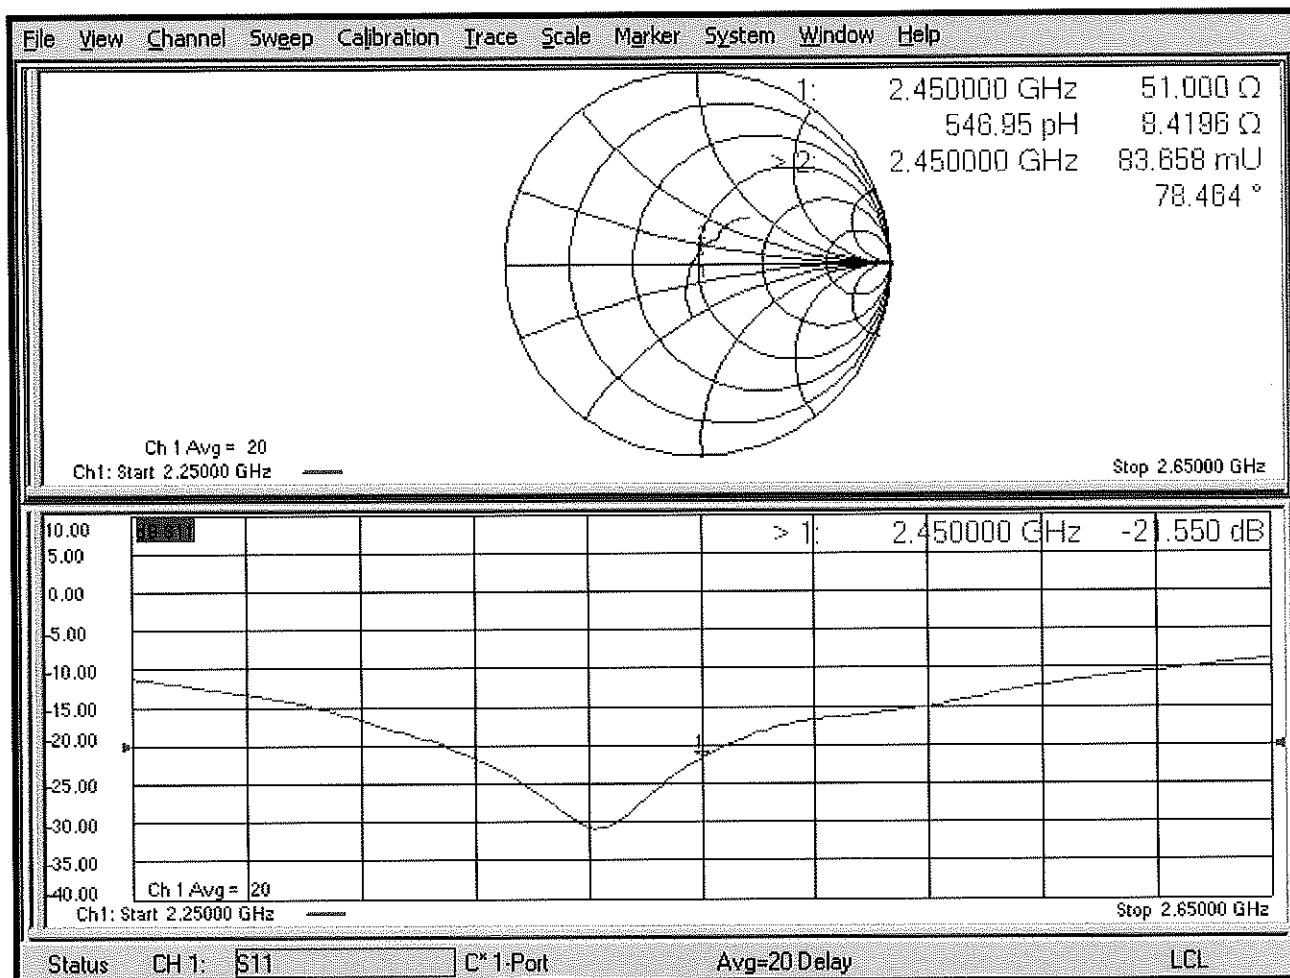 File View Channel Sweep Calibration Trace Scale Marker System Window Help
1: 2.450000 GHz 51.000 Ω
546.95 pH 8.4196 Ω
> 2: 2.450000 GHz 83.658 mU
78.464 °
Ch 1 Avg = 20
Ch1: Start 2.25000 GHz
Stop 2.65000 GHz
10.00
dB S11
> 1: 2.450000 GHz -21.550 dB
5.00
0.00
-5.00
-10.00
-15.00
-20.00
1
-25.00
-30.00
-35.00
-40.00
Ch 1 Avg = 20
Ch1: Start 2.25000 GHz
Stop 2.65000 GHz
Status CH 1: S11 C* 1-Port Avg=20 Delay LCL